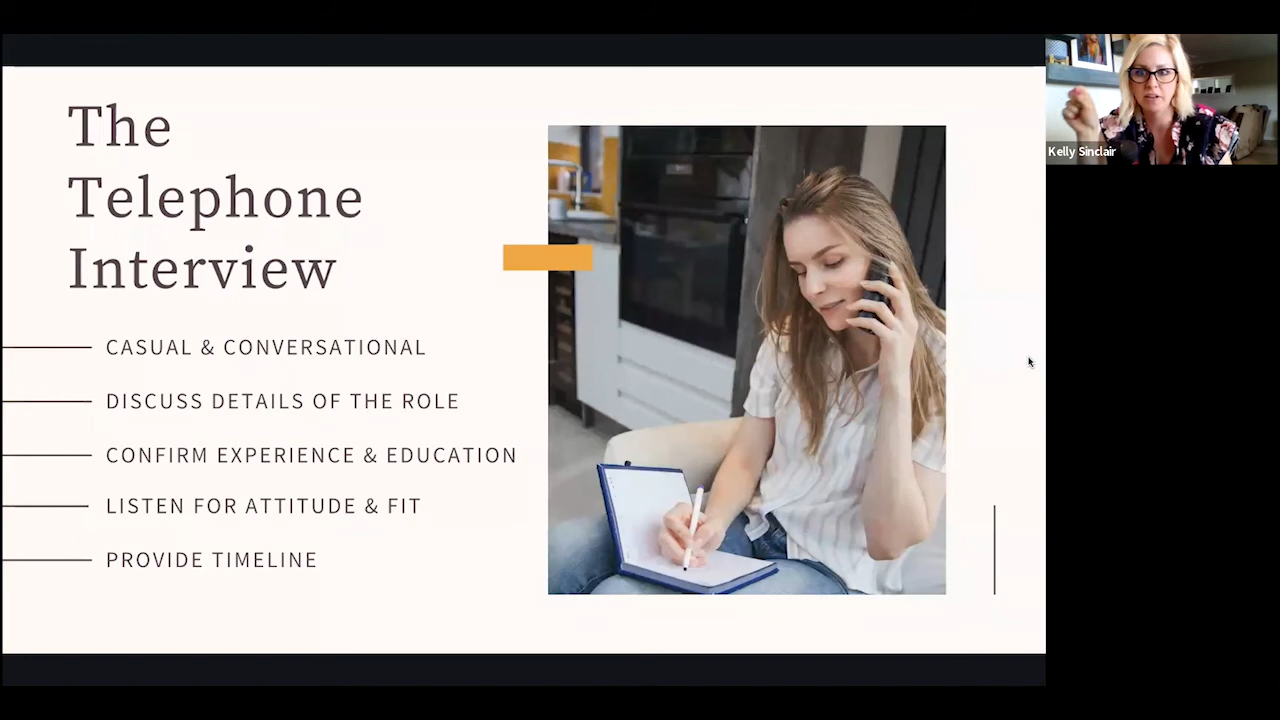 The
Telephone
Interview
CASUAL & CONVERSATIONAL
DISCUSS DETAILS OF THE ROLE
CONFIRM EXPERIENCE & EDUCATION
LISTEN FOR ATTITUDE & FIT
PROVIDE TIMELINE
Kelly Sinclair